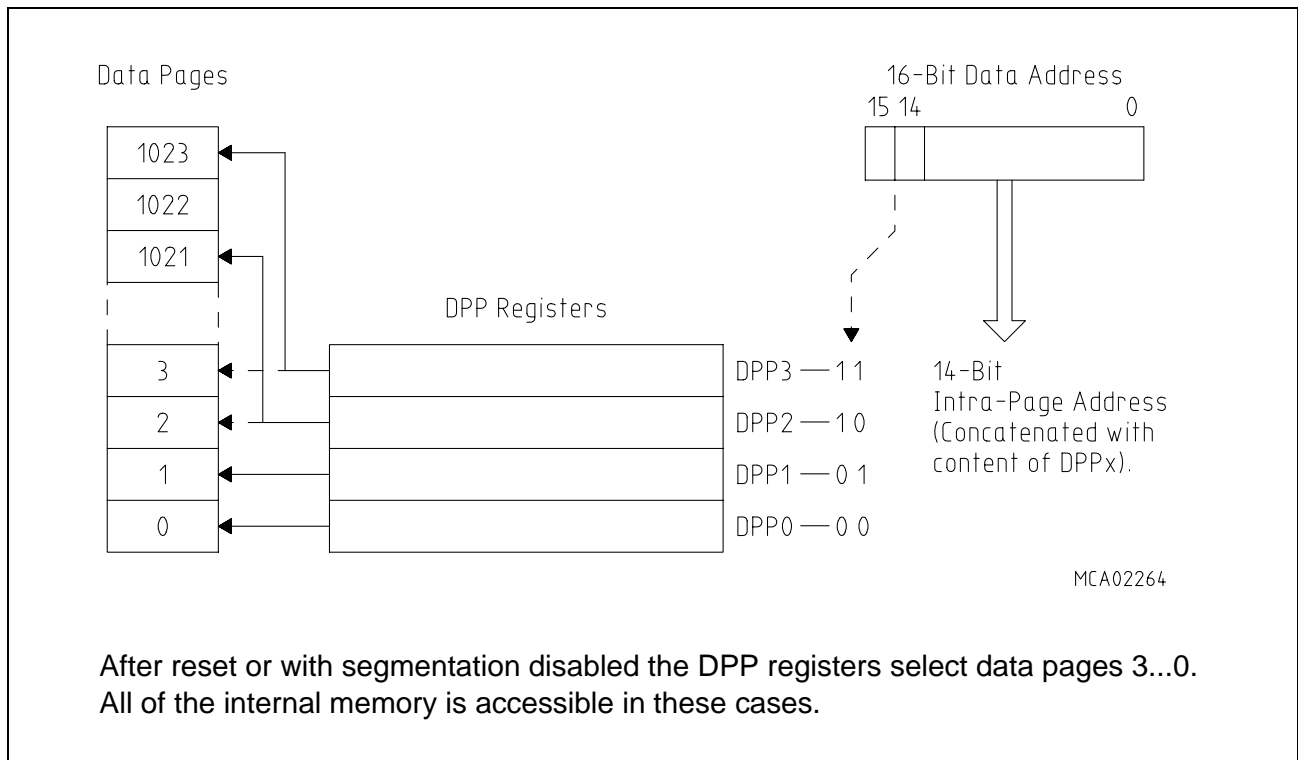 Data Pages
16-Bit Data Address
15 14 0
1023
1022
1021
DPP Registers
3
DPP3 — 1 1
2
DPP2 — 1 0
1
DPP1 — 0 1
0
DPP0 — 0 0
14-Bit
Intra-Page Address
(Concatenated with
content of DPPx).
MCA02264
After reset or with segmentation disabled the DPP registers select data pages 3...0.
All of the internal memory is accessible in these cases.